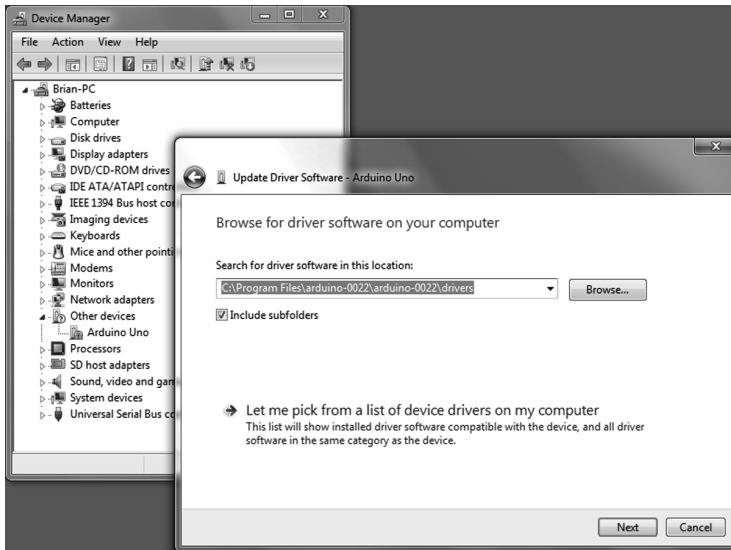 Device Manager
File Action View Help
Brian-PC
Batteries
Computer
Disk drives
Display adapters
DVD/CD-ROM drives
IDE ATA/ATAPI contro
IEEE 1394 Bus host co
Imaging devices
Keyboards
Mice and other pointi
Modems
Monitors
Network adapters
Other devices
Arduino Uno
Processors
SD host adapters
Sound, video and gam
System devices
Universal Serial Bus co
Update Driver Software - Arduino Uno
Browse for driver software on your computer
Search for driver software in this location:
C:\Program Files\arduino-0022\arduino-0022\drivers
Browse...
Include subfolders
Let me pick from a list of device drivers on my computer
This list will show installed driver software compatible with the device, and all driver
software in the same category as the device.
Next Cancel